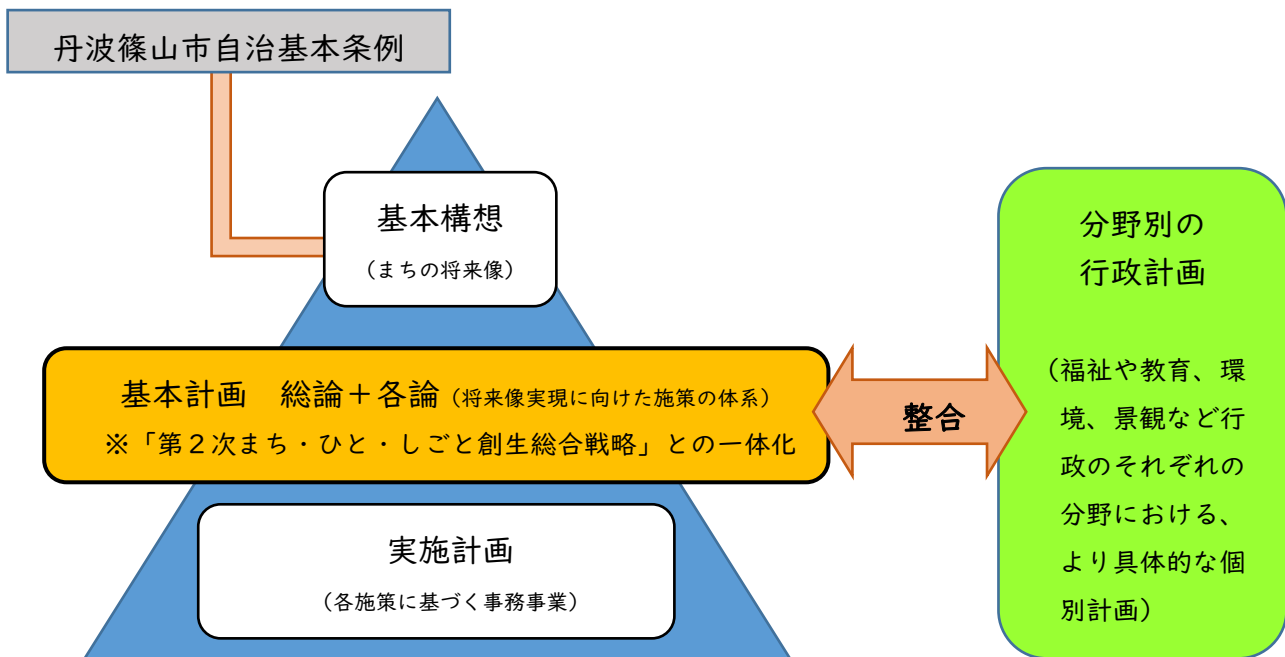 丹波篠山市自治基本条例
基本構想
（まちの将来像）
基本計画　総論＋各論（将来像実現に向けた施策の体系）
※「第２次まち・ひと・しごと創生総合戦略」との一体化
実施計画
（各施策に基づく事務事業）
整合
分野別の
行政計画
（福祉や教育、環
境、景観など行
政のそれぞれの
分野における、
より具体的な個
別計画）